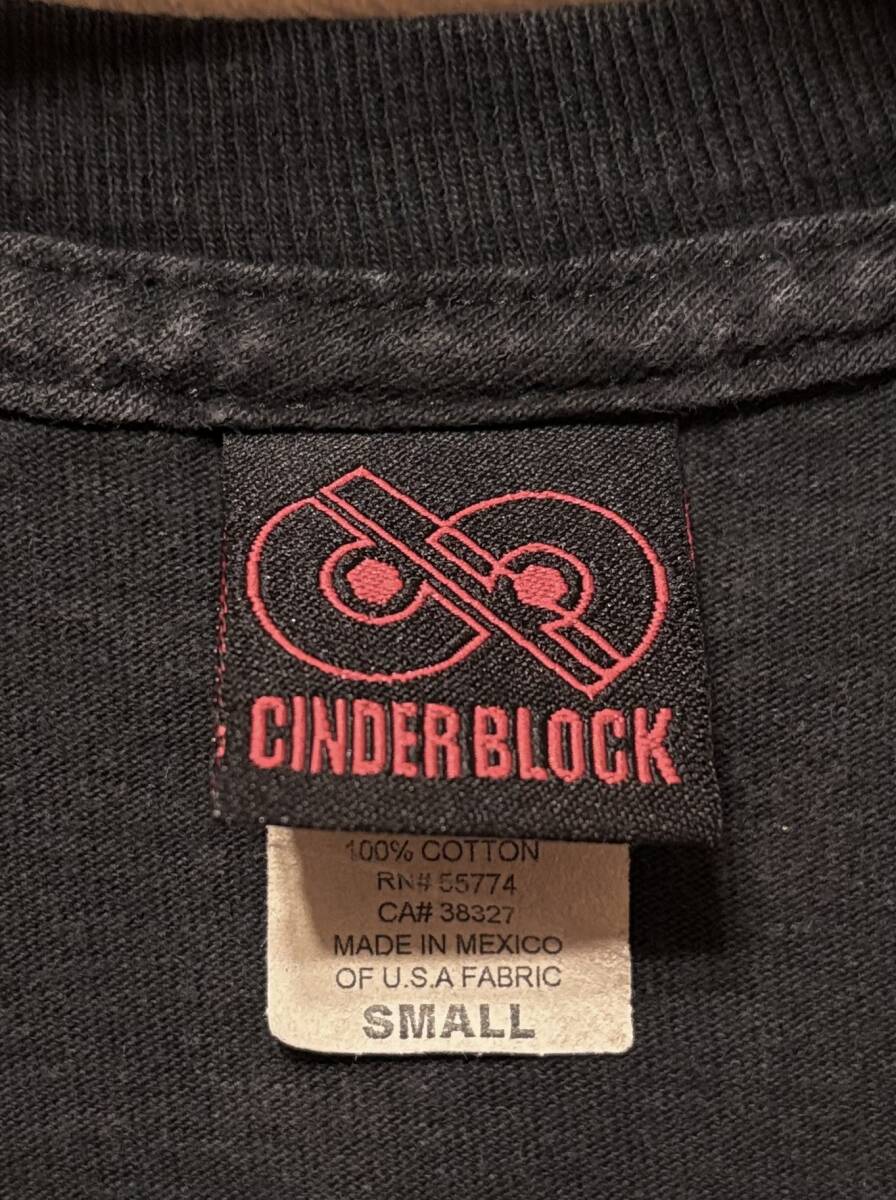 CINDER BLOCK
100% COTTON
RN# 55774
CA# 38327
MADE IN MEXICO
OF U.S.A FABRIC
SMALL